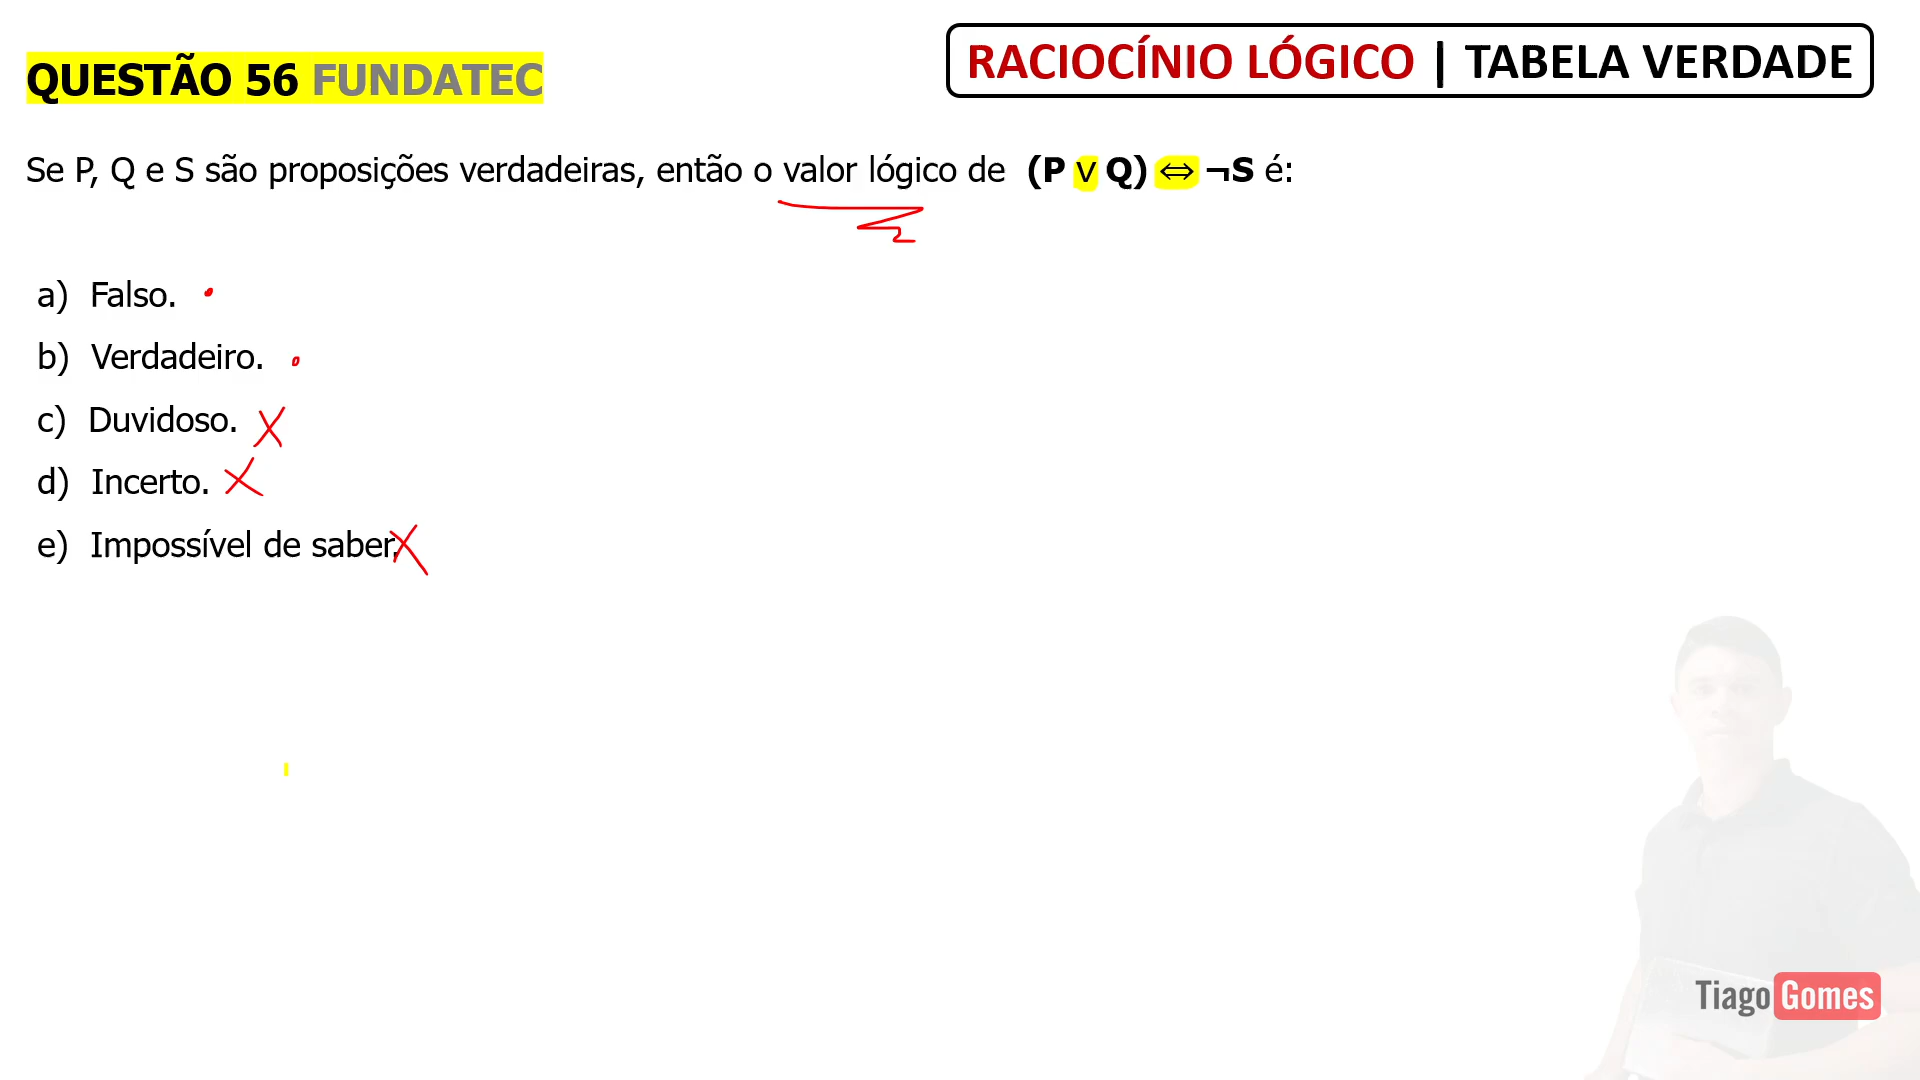 QUESTÃO 56 FUNDATEC
RACIOCÍNIO LÓGICO | TABELA VERDADE
Se P, Q e S são proposições verdadeiras, então o valor lógico de (P ∨ Q) ⇔ ¬S é:
a) Falso.
b) Verdadeiro.
c) Duvidoso.
d) Incerto.
e) Impossível de saber.
Tiago Gomes